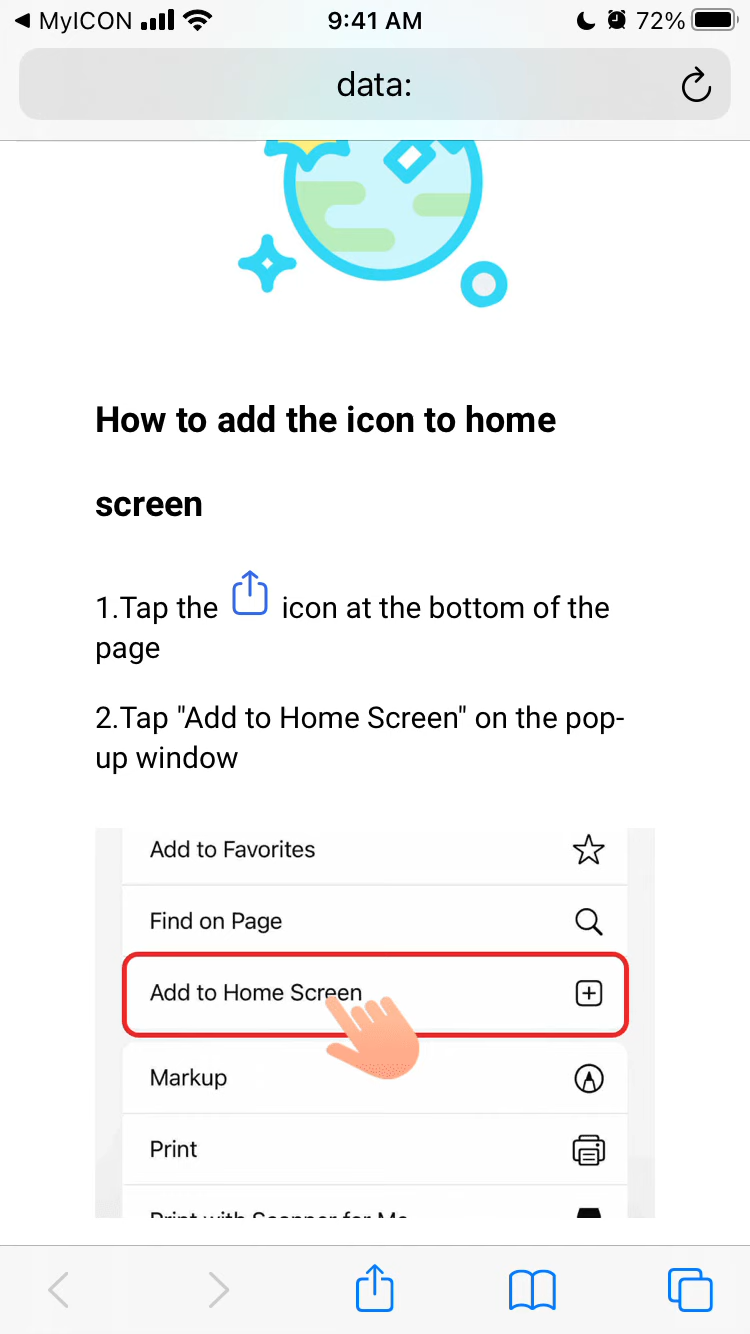 MyICON
9:41 AM
72%
data:
How to add the icon to home
screen
1.Tap the icon at the bottom of the
page
2.Tap "Add to Home Screen" on the pop-
up window
Add to Favorites
Find on Page
Add to Home Screen
Markup
Print
Print with Scanner for Me